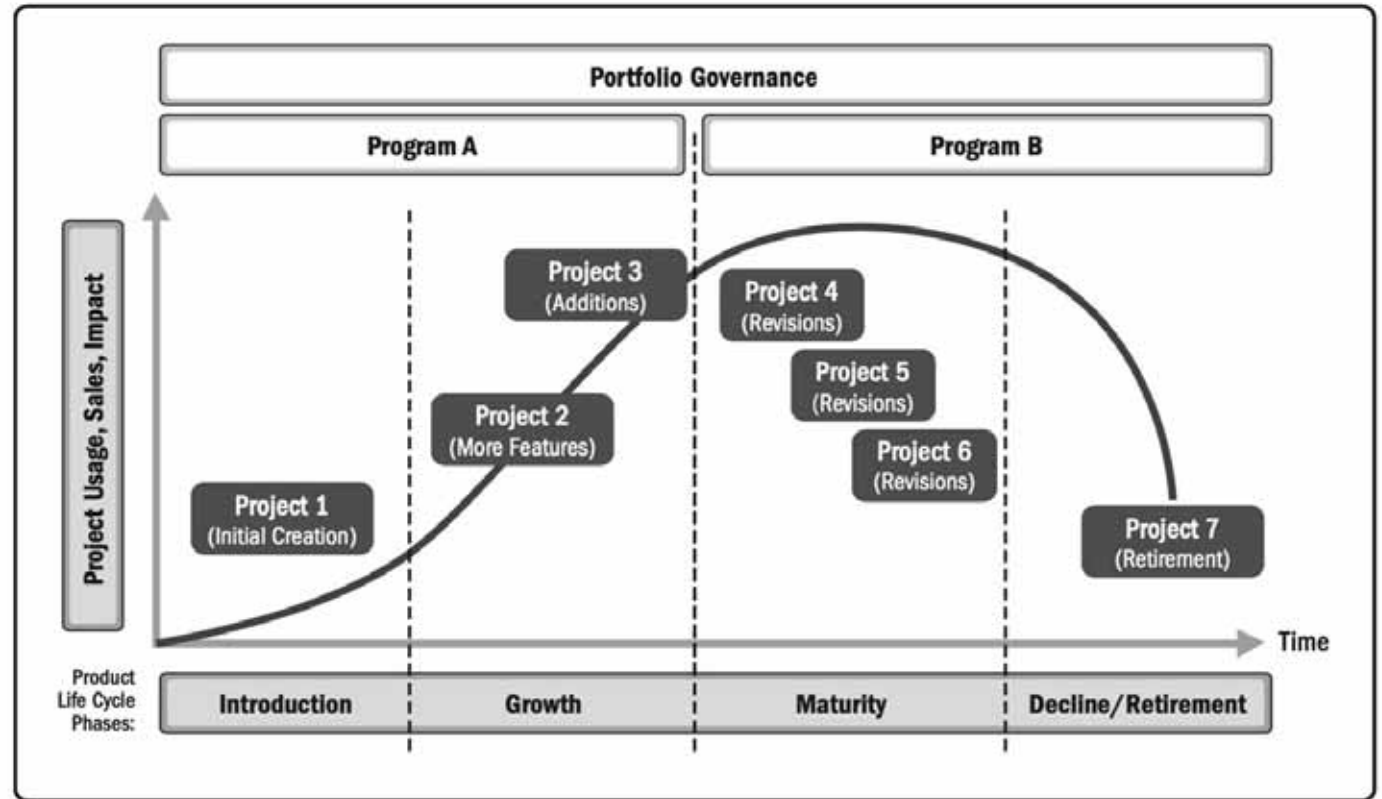 Portfolio Governance
Program A
Program B
Project Usage, Sales, Impact
Project 3
(Additions)
Project 4
(Revisions)
Project 5
(Revisions)
Project 2
(More Features)
Project 6
(Revisions)
Project 1
(Initial Creation)
Project 7
(Retirement)
Time
Product
Life Cycle
Phases:
Introduction
Growth
Maturity
Decline/Retirement